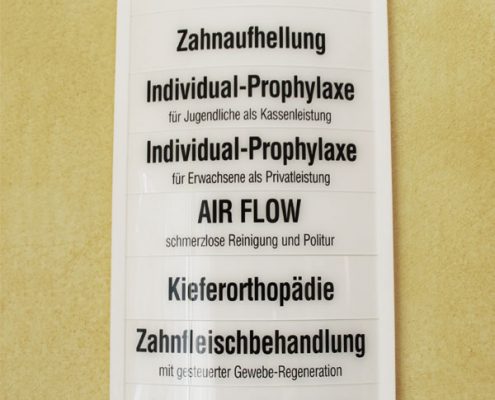 Zahnaufhellung
Individual-Prophylaxe
für Jugendliche als Kassenleistung
Individual-Prophylaxe
für Erwachsene als Privatleistung
AIR FLOW
schmerzlose Reinigung und Politur
Kieferorthopädie
Zahnfleischbehandlung
mit gesteuerter Gewebe-Regeneration